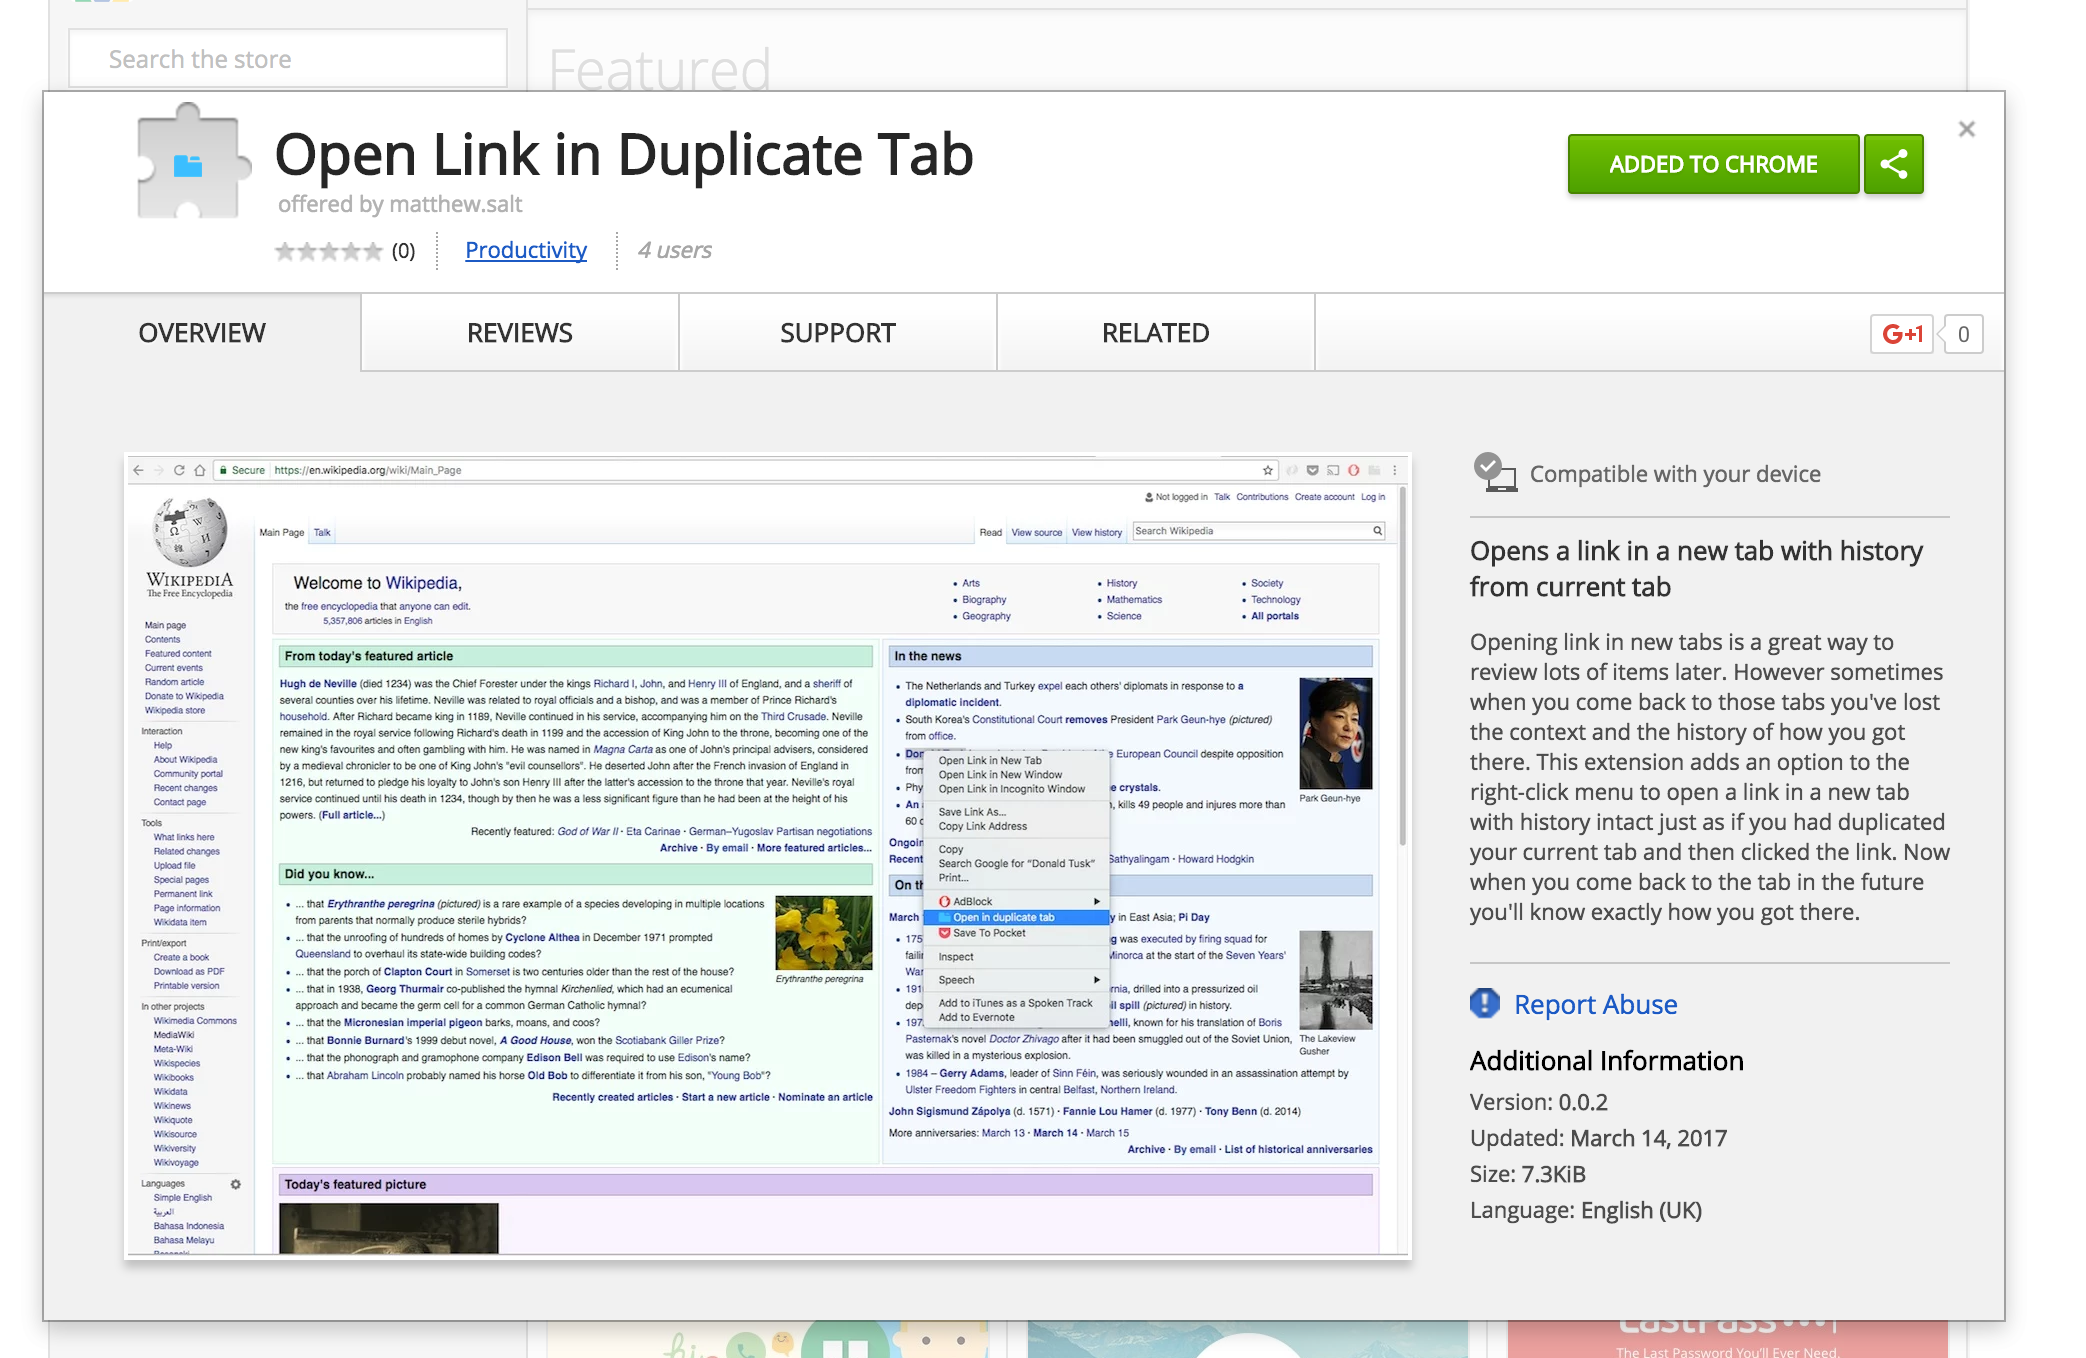 Search the store
Featured
Open Link in Duplicate Tab
offered by matthew.salt
(0)
Productivity
4 users
ADDED TO CHROME
OVERVIEW
REVIEWS
SUPPORT
RELATED
G+1
0
Secure
https://en.wikipedia.org/wiki/Main_Page
Not logged in Talk Contributions Create account Log in
Main Page Talk
Read View source View history
Search Wikipedia
WIKIPEDIA
The Free Encyclopedia
Main page
Contents
Featured content
Current events
Random article
Donate to Wikipedia
Wikipedia store
Interaction
Help
About Wikipedia
Community portal
Recent changes
Contact page
Tools
What links here
Related changes
Upload file
Special pages
Permanent link
Page information
Wikidata item
Print/export
Create a book
Download as PDF
Printable version
In other projects
Wikimedia Commons
MediaWiki
Meta-Wiki
Wikispecies
Wikibooks
Wikidata
Wikinews
Wikiquote
Wikisource
Wikiversity
Wikivoyage
Languages
Simple English
العربية
Bahasa Indonesia
Bahasa Melayu
Welcome to Wikipedia,
the free encyclopedia that anyone can edit.
5,357,806 articles in English
Arts
Biography
Geography
History
Mathematics
Science
Society
Technology
All portals
From today's featured article
Hugh de Neville (died 1234) was the Chief Forester under the kings Richard I, John, and Henry III of England, and a sheriff of
several counties over his lifetime. Neville was related to royal officials and a bishop, and was a member of Prince Richard's
household. After Richard became king in 1189, Neville continued in his service, accompanying him on the Third Crusade. Neville
remained in the royal service following Richard's death in 1199 and the accession of King John to the throne, becoming one of the
new king's favourites and often gambling with him. He was named in Magna Carta as one of John's principal advisers, considered
by a medieval chronicler to be one of King John's "evil counsellors". He deserted John after the French invasion of England in
1216, but returned to pledge his loyalty to John's son Henry III after the latter's accession to the throne that year. Neville's royal
service continued until his death in 1234, though by then he was a less significant figure than he had been at the height of his
powers. (Full article...)
Recently featured: God of War II · Eta Carinae · German–Yugoslav Partisan negotiations
Archive · By email · More featured articles...
Did you know...
... that Erythranthe peregrina (pictured) is a rare example of a species developing in multiple locations
from parents that normally produce sterile hybrids?
... that the unroofing of hundreds of homes by Cyclone Althea in December 1971 prompted
Queensland to overhaul its state-wide building codes?
... that the porch of Clapton Court in Somerset is two centuries older than the rest of the house?
... that in 1938, Georg Thurmair co-published the hymnal Kirchenlied, which had an ecumenical
approach and became the germ cell for a common German Catholic hymnal?
... that the Micronesian imperial pigeon barks, moans, and coos?
... that Bonnie Burnard's 1999 debut novel, A Good House, won the Scotiabank Giller Prize?
... that the phonograph and gramophone company Edison Bell was required to use Edison's name?
... that Abraham Lincoln probably named his horse Old Bob to differentiate it from his son, "Young Bob"?
Erythranthe peregrina
Recently created articles · Start a new article · Nominate an article
In the news
The Netherlands and Turkey expel each others' diplomats in response to a
diplomatic incident.
South Korea's Constitutional Court removes President Park Geun-hye (pictured)
from office.
European Council despite opposition
crystals.
An
, kills 49 people and injures more than
60
Park Geun-hye
Sathyalingam · Howard Hodgkin
Open Link in New Tab
Open Link in New Window
Open Link in Incognito Window
Save Link As...
Copy Link Address
Copy
Search Google for “Donald Tusk”
Print...
AdBlock
Open in duplicate tab
Save To Pocket
Inspect
Speech
Add to iTunes as a Spoken Track
Add to Evernote
March
in East Asia; Pi Day
was executed by firing squad for
Minorca at the start of the Seven Years'
War
, drilled into a pressurized oil
spill (pictured) in history.
, known for his translation of Boris
Pasternak's novel Doctor Zhivago after it had been smuggled out of the Soviet Union,
was killed in a mysterious explosion.
1984 – Gerry Adams, leader of Sinn Féin, was seriously wounded in an assassination attempt by
Ulster Freedom Fighters in central Belfast, Northern Ireland.
The Lakeview
Gusher
John Sigismund Zápolya (d. 1571) · Fannie Lou Hamer (d. 1977) · Tony Benn (d. 2014)
More anniversaries: March 13 · March 14 · March 15
Archive · By email · List of historical anniversaries
Today's featured picture
Compatible with your device
Opens a link in a new tab with history
from current tab
Opening link in new tabs is a great way to
review lots of items later. However sometimes
when you come back to those tabs you've lost
the context and the history of how you got
there. This extension adds an option to the
right-click menu to open a link in a new tab
with history intact just as if you had duplicated
your current tab and then clicked the link. Now
when you come back to the tab in the future
you'll know exactly how you got there.
Report Abuse
Additional Information
Version: 0.0.2
Updated: March 14, 2017
Size: 7.3KiB
Language: English (UK)
LastPass
The Last Password You'll Ever Need.